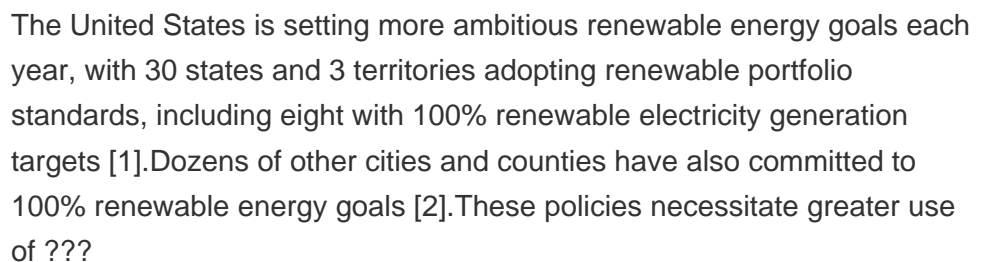 The United States is setting more ambitious renewable energy goals each
year, with 30 states and 3 territories adopting renewable portfolio
standards, including eight with 100% renewable electricity generation
targets [1].Dozens of other cities and counties have also committed to
100% renewable energy goals [2].These policies necessitate greater use
of ???